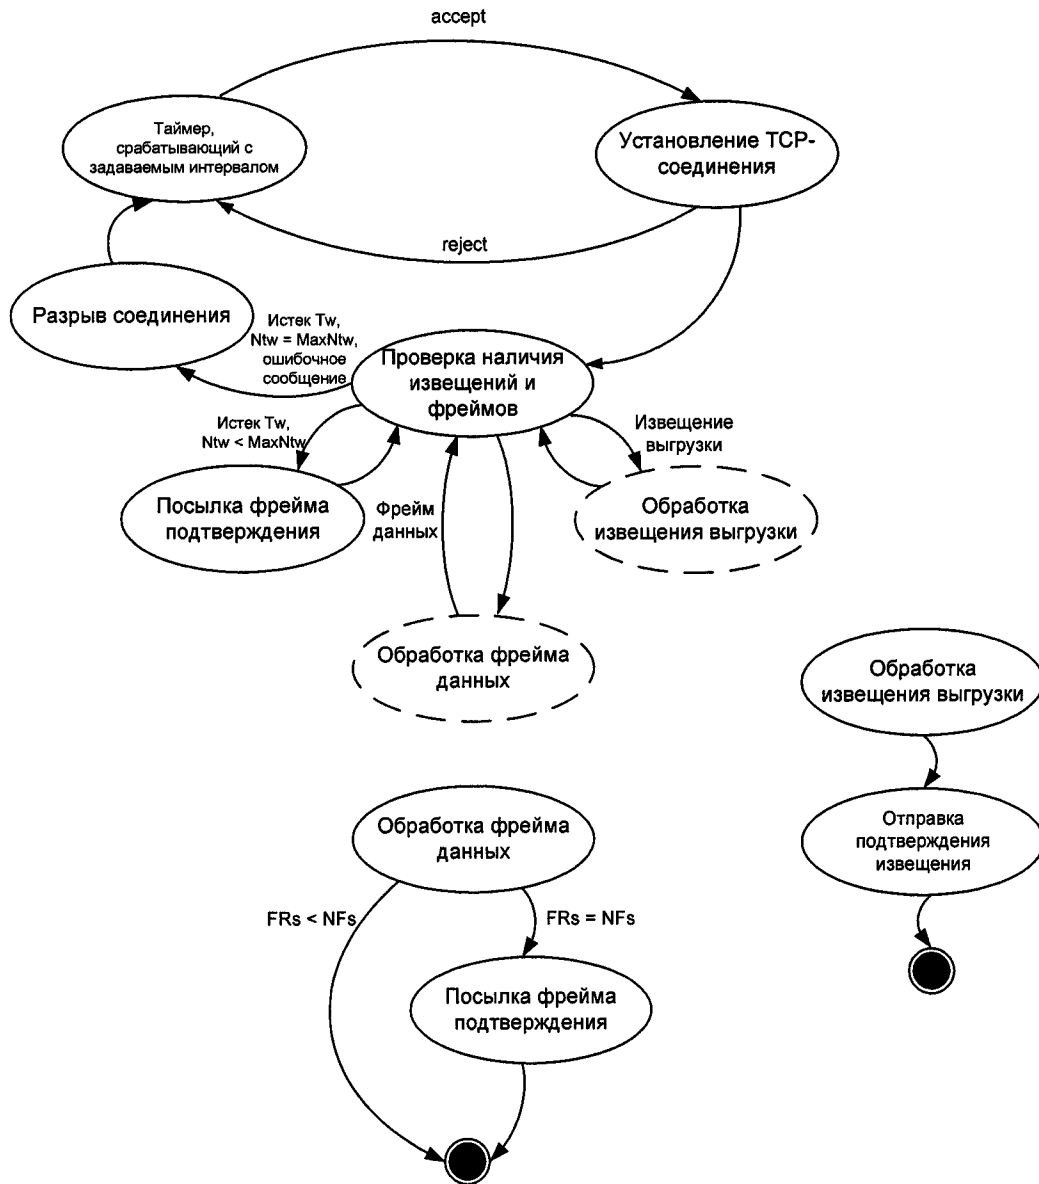 accept
Таймер,
срабатывающий с
задаваемым интервалом
Установление TCP-
соединения
reject
Разрыв соединения
Истек Tw,
Ntw = MaxNtw,
ошибочное
сообщение
Проверка наличия
извещений и
фреймов
Истек Tw,
Ntw < MaxNtw
Извещение
выгрузки
Посылка фрейма
подтверждения
Фрейм
данных
Обработка
извещения выгрузки
Обработка фрейма
данных
Обработка
извещения выгрузки
Отправка
подтверждения
извещения
Обработка фрейма
данных
FRs < NFs
FRs = NFs
Посылка фрейма
подтверждения